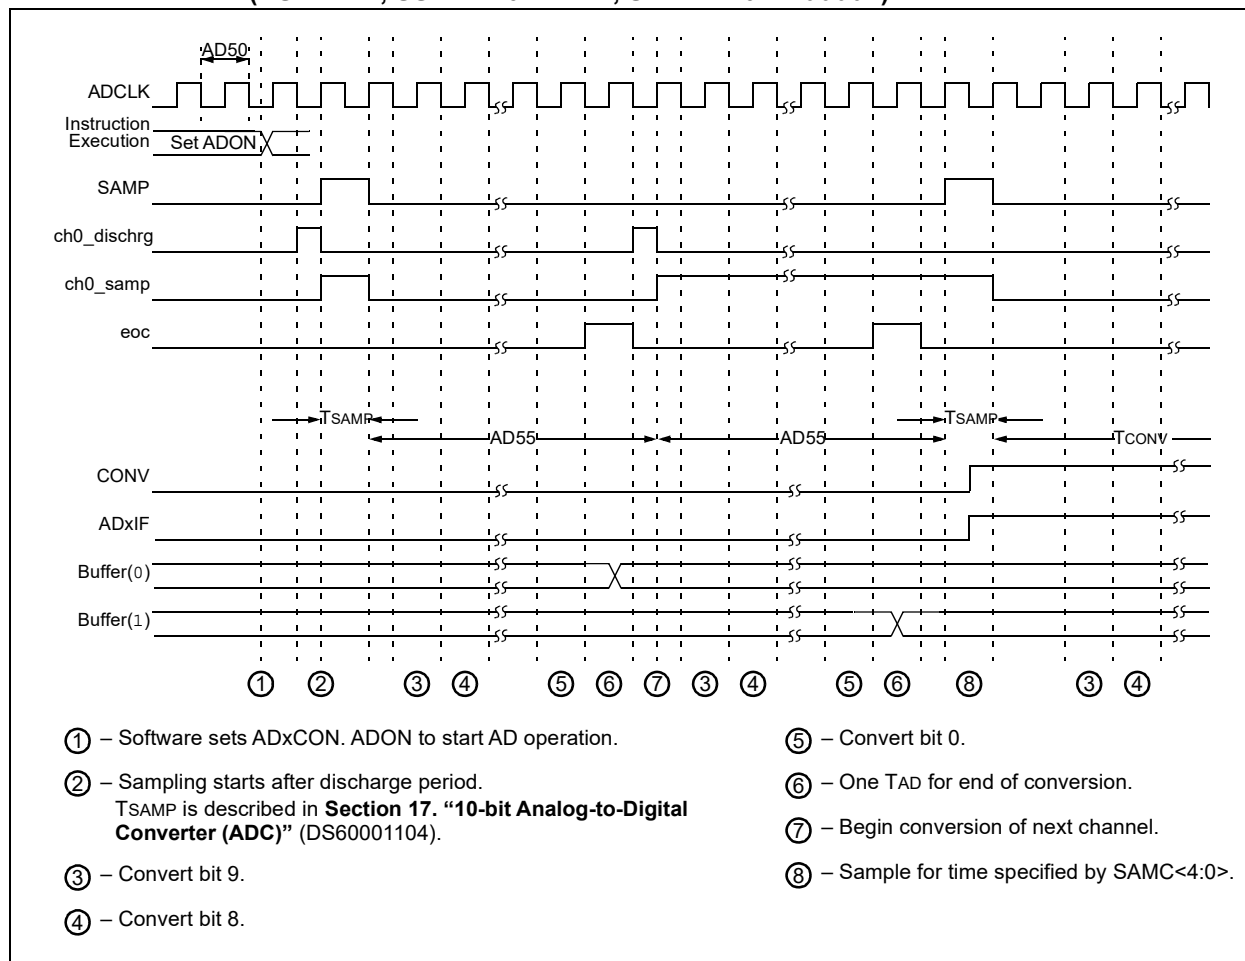 AD50
ADCLK
Instruction
Execution
Set ADON
SAMP
ch0_dischrg
ch0_samp
eoc
TSAMP TSAMP
AD55 AD55 TCONV
CONV
ADxIF
Buffer(0)
Buffer(1)
1 2 3 4 5 6 7 3 4 5 6 8 3 4
1 – Software sets ADxCON. ADON to start AD operation.
2 – Sampling starts after discharge period.
TSAMP is described in Section 17. “10-bit Analog-to-Digital
Converter (ADC)” (DS60001104).
3 – Convert bit 9.
4 – Convert bit 8.
5 – Convert bit 0.
6 – One TAD for end of conversion.
7 – Begin conversion of next channel.
8 – Sample for time specified by SAMC<4:0>.